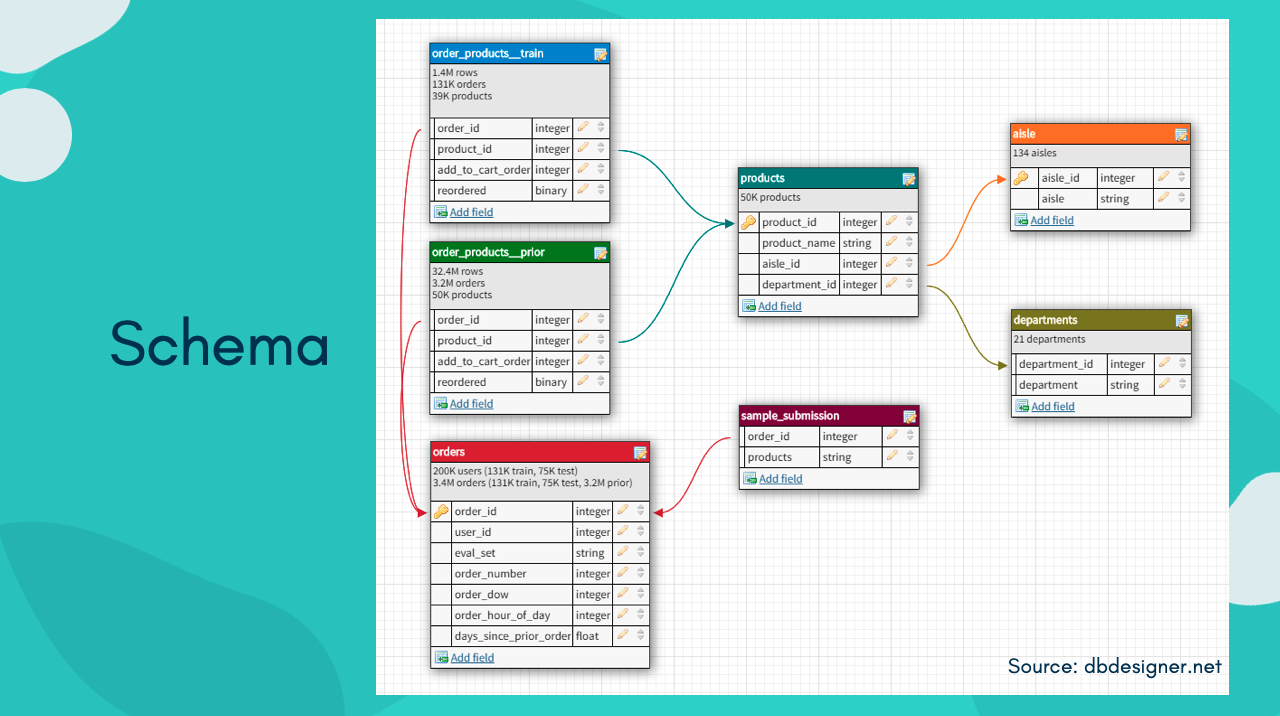 Schema
order_products__train
1.4M rows
131K orders
39K products
order_id integer
product_id integer
add_to_cart_order integer
reordered binary
Add field
order_products__prior
32.4M rows
3.2M orders
50K products
order_id integer
product_id integer
add_to_cart_order integer
reordered binary
Add field
orders
200K users (131K train, 75K test)
3.4M orders (131K train, 75K test, 3.2M prior)
order_id integer
user_id integer
eval_set string
order_number integer
order_dow integer
order_hour_of_day integer
days_since_prior_order float
Add field
products
50K products
product_id integer
product_name string
aisle_id integer
department_id integer
Add field
sample_submission
order_id integer
products string
Add field
aisle
134 aisles
aisle_id integer
aisle string
Add field
departments
21 departments
department_id integer
department string
Add field
Source: dbdesigner.net